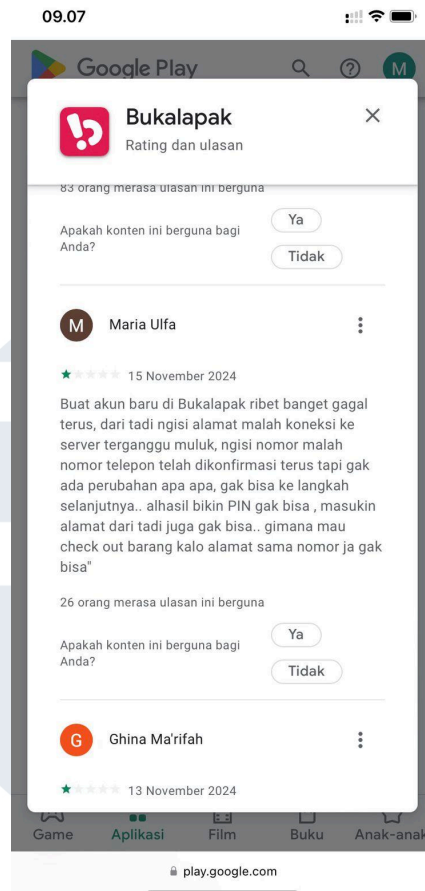 09.07
Google Play
M
Bukalapak
Rating dan ulasan
83 orang merasa ulasan ini berguna
Apakah konten ini berguna bagi
Anda?
Ya
Tidak
M
Maria Ulfa
15 November 2024
Buat akun baru di Bukalapak ribet banget gagal
terus, dari tadi ngisi alamat malah koneksi ke
server terganggu muluk, ngisi nomor malah
nomor telepon telah dikonfirmasi terus tapi gak
ada perubahan apa apa, gak bisa ke langkah
selanjutnya.. alhasil bikin PIN gak bisa , masukin
alamat dari tadi juga gak bisa.. gimana mau
check out barang kalo alamat sama nomor ja gak
bisa"
26 orang merasa ulasan ini berguna
Apakah konten ini berguna bagi
Anda?
Ya
Tidak
G
Ghina Ma'rifah
13 November 2024
Game
Aplikasi
Film
Buku
Anak-anak
play.google.com